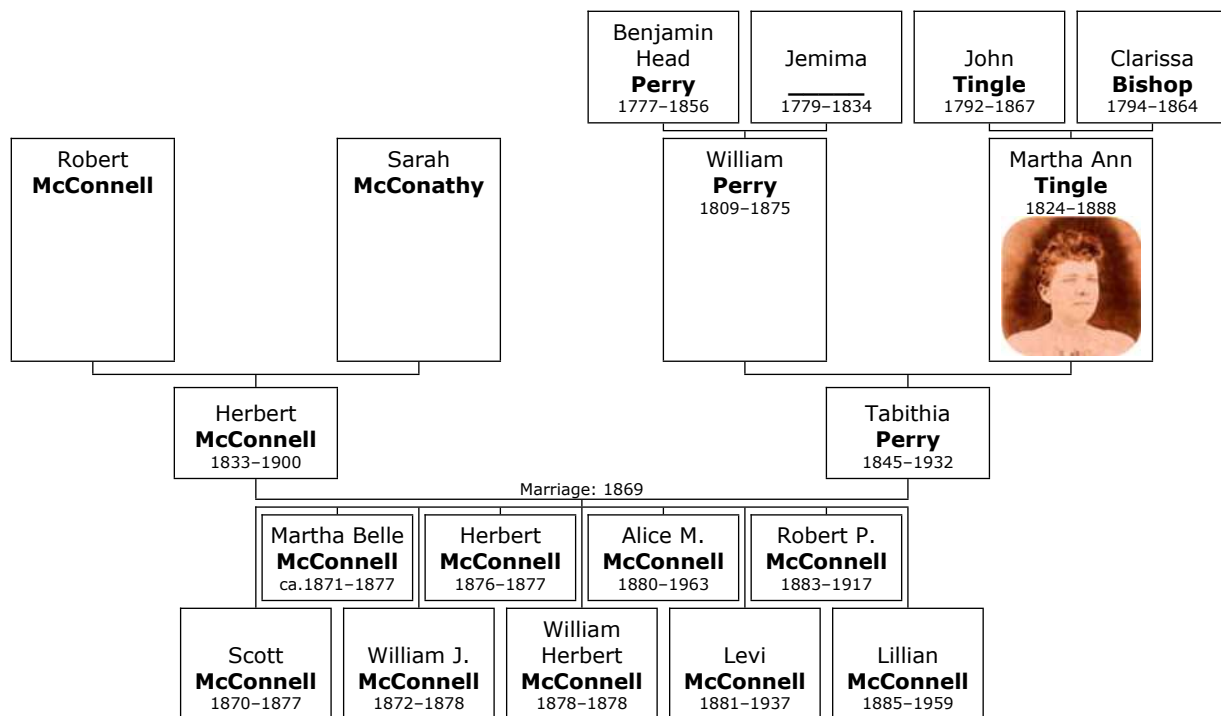 Benjamin
Head
Perry
1777–1856
Jemima
______
1779–1834
John
Tingle
1792–1867
Clarissa
Bishop
1794–1864
Robert
McConnell
Sarah
McConathy
William
Perry
1809–1875
Martha Ann
Tingle
1824–1888
Herbert
McConnell
1833–1900
Tabithia
Perry
1845–1932
Marriage: 1869
Martha Belle
McConnell
ca.1871–1877
Herbert
McConnell
1876–1877
Alice M.
McConnell
1880–1963
Robert P.
McConnell
1883–1917
Scott
McConnell
1870–1877
William J.
McConnell
1872–1878
William
Herbert
McConnell
1878–1878
Levi
McConnell
1881–1937
Lillian
McConnell
1885–1959